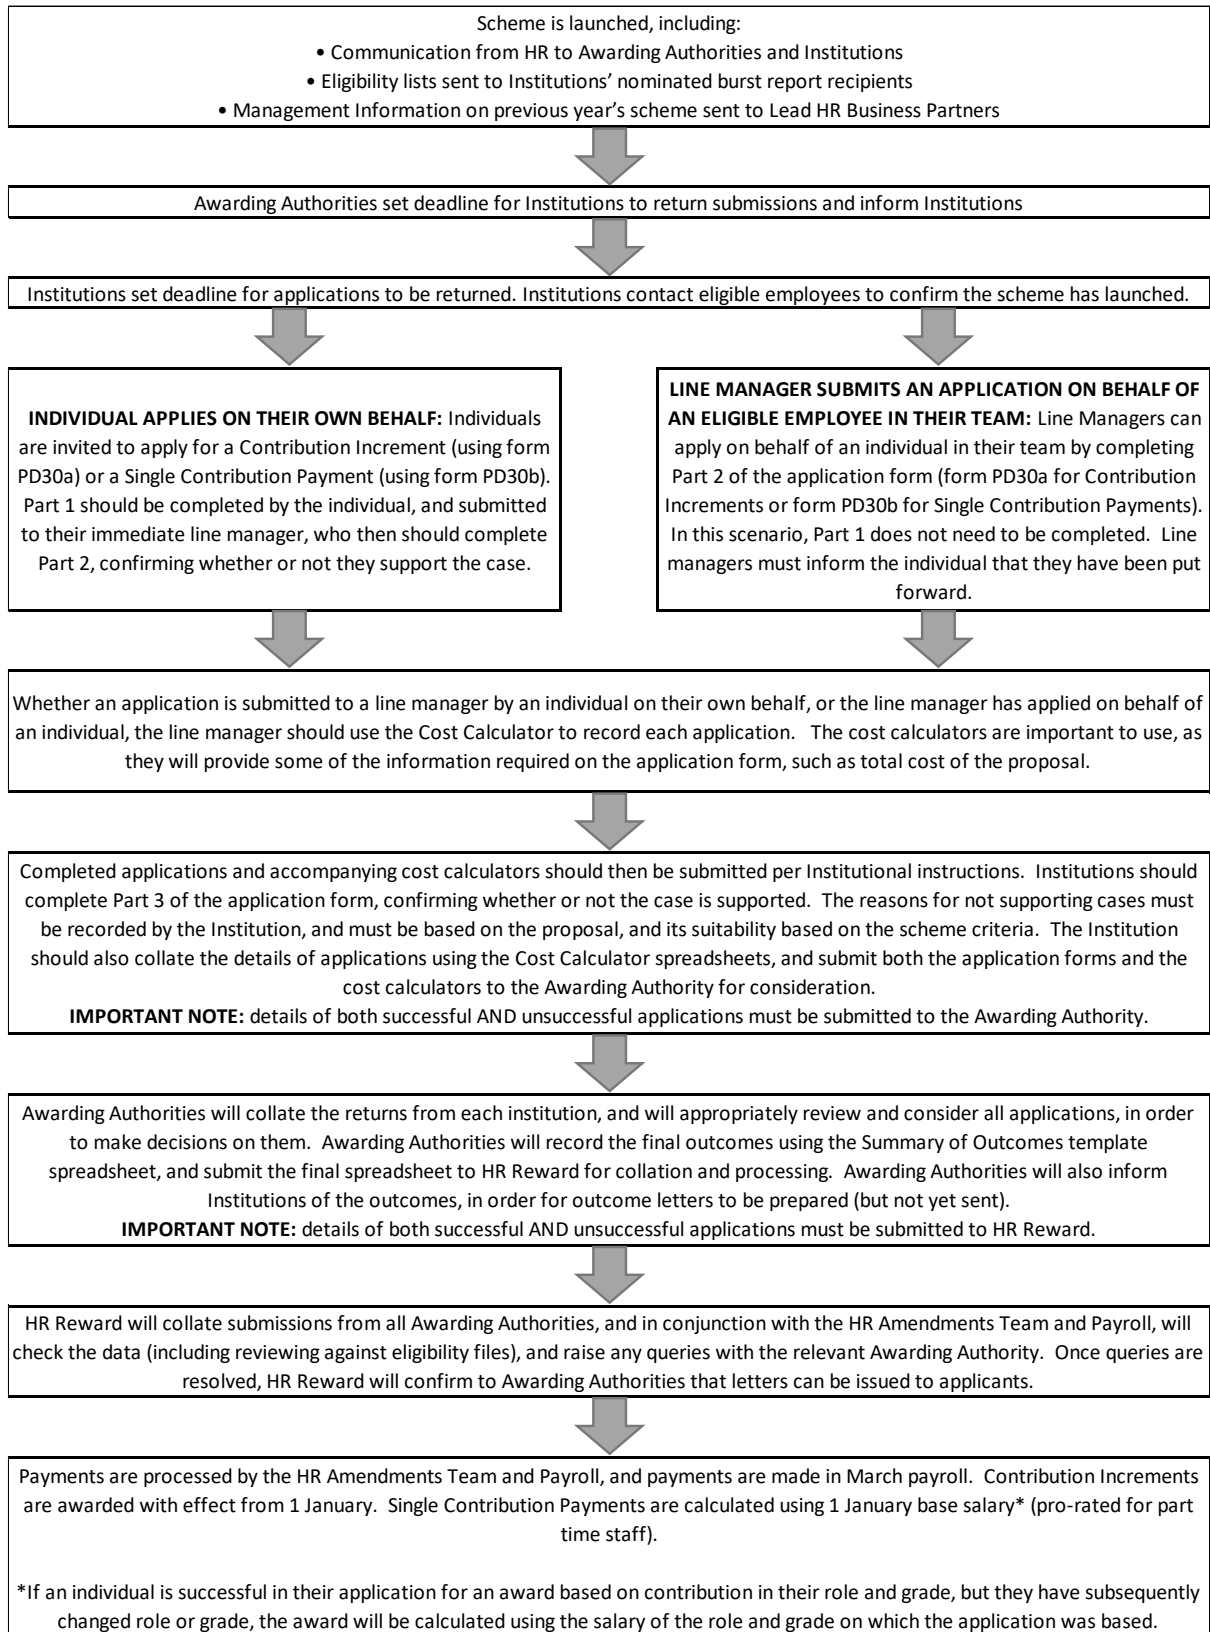 Scheme is launched, including:
• Communication from HR to Awarding Authorities and Institutions
• Eligibility lists sent to Institutions’ nominated burst report recipients
• Management Information on previous year’s scheme sent to Lead HR Business Partners
Awarding Authorities set deadline for Institutions to return submissions and inform Institutions
Institutions set deadline for applications to be returned. Institutions contact eligible employees to confirm the scheme has launched.
INDIVIDUAL APPLIES ON THEIR OWN BEHALF: Individuals
are invited to apply for a Contribution Increment (using form
PD30a) or a Single Contribution Payment (using form PD30b).
Part 1 should be completed by the individual, and submitted
to their immediate line manager, who then should complete
Part 2, confirming whether or not they support the case.
LINE MANAGER SUBMITS AN APPLICATION ON BEHALF OF
AN ELIGIBLE EMPLOYEE IN THEIR TEAM: Line Managers can
apply on behalf of an individual in their team by completing
Part 2 of the application form (form PD30a for Contribution
Increments or form PD30b for Single Contribution Payments).
In this scenario, Part 1 does not need to be completed. Line
managers must inform the individual that they have been put
forward.
Whether an application is submitted to a line manager by an individual on their own behalf, or the line manager has applied on behalf of
an individual, the line manager should use the Cost Calculator to record each application. The cost calculators are important to use, as
they will provide some of the information required on the application form, such as total cost of the proposal.
Completed applications and accompanying cost calculators should then be submitted per Institutional instructions. Institutions should
complete Part 3 of the application form, confirming whether or not the case is supported. The reasons for not supporting cases must
be recorded by the Institution, and must be based on the proposal, and its suitability based on the scheme criteria. The Institution
should also collate the details of applications using the Cost Calculator spreadsheets, and submit both the application forms and the
cost calculators to the Awarding Authority for consideration.
IMPORTANT NOTE: details of both successful AND unsuccessful applications must be submitted to the Awarding Authority.
Awarding Authorities will collate the returns from each institution, and will appropriately review and consider all applications, in order
to make decisions on them. Awarding Authorities will record the final outcomes using the Summary of Outcomes template
spreadsheet, and submit the final spreadsheet to HR Reward for collation and processing. Awarding Authorities will also inform
Institutions of the outcomes, in order for outcome letters to be prepared (but not yet sent).
IMPORTANT NOTE: details of both successful AND unsuccessful applications must be submitted to HR Reward.
HR Reward will collate submissions from all Awarding Authorities, and in conjunction with the HR Amendments Team and Payroll, will
check the data (including reviewing against eligibility files), and raise any queries with the relevant Awarding Authority. Once queries are
resolved, HR Reward will confirm to Awarding Authorities that letters can be issued to applicants.
Payments are processed by the HR Amendments Team and Payroll, and payments are made in March payroll. Contribution Increments
are awarded with effect from 1 January. Single Contribution Payments are calculated using 1 January base salary* (pro-rated for part
time staff).
*If an individual is successful in their application for an award based on contribution in their role and grade, but they have subsequently
changed role or grade, the award will be calculated using the salary of the role and grade on which the application was based.